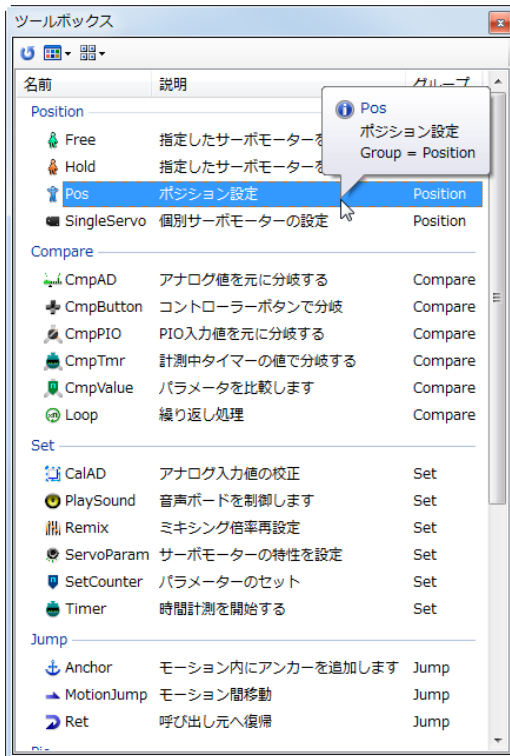 ツールボックス
名前 説明 グループ
Pos
ポジション設定
Group = Position
Position
Free 指定したサーボモーターを
Hold 指定したサーボモーターを
Pos ポジション設定 Position
SingleServo 個別サーボモーターの設定 Position
Compare
CmpAD アナログ値を元に分岐する Compare
CmpButton コントローラーボタンで分岐 Compare
CmpPIO PIO入力値を元に分岐する Compare
CmpTmr 計測中タイマーの値で分岐する Compare
CmpValue パラメータを比較します Compare
Loop 繰り返し処理 Compare
Set
CalAD アナログ入力値の校正 Set
PlaySound 音声ボードを制御します Set
Remix ミキシング倍率再設定 Set
ServoParam サーボモーターの特性を設定 Set
SetCounter パラメーターのセット Set
Timer 時間計測を開始する Set
Jump
Anchor モーション内にアンカーを追加します Jump
MotionJump モーション間移動 Jump
Ret 呼び出し元へ復帰 Jump